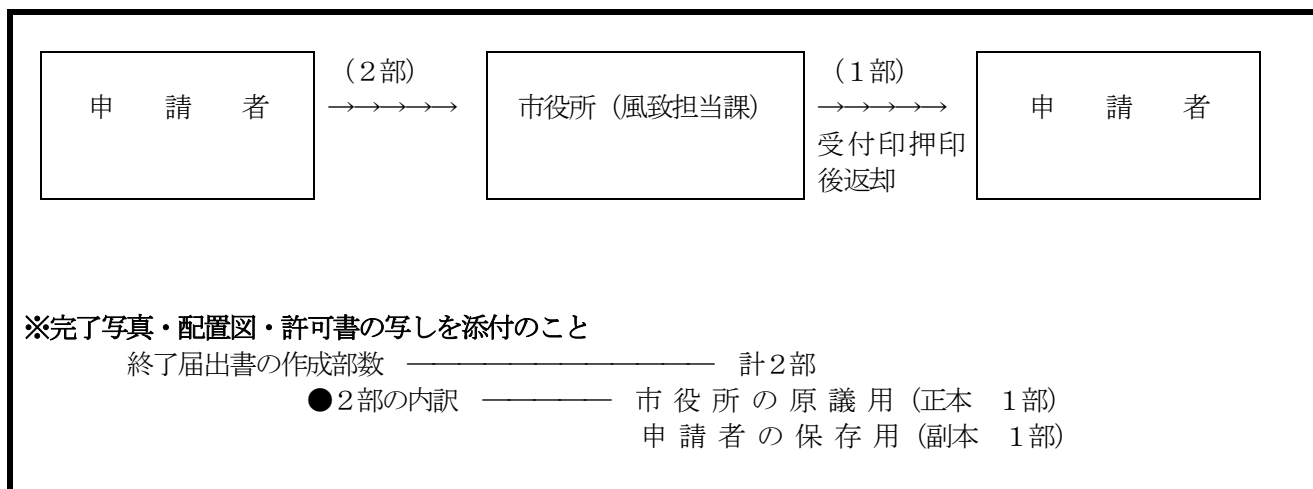 （２部）
（１部）
申　請　者
→→→→→
市役所（風致担当課）
→→→→→
申　請　者
受付印押印
後返却
※完了写真・配置図・許可書の写しを添付のこと
終了届出書の作成部数 ―――――――――――― 計２部
●２部の内訳 ――――― 市役所の原議用（正本　１部）
申請者の保存用（副本　１部）